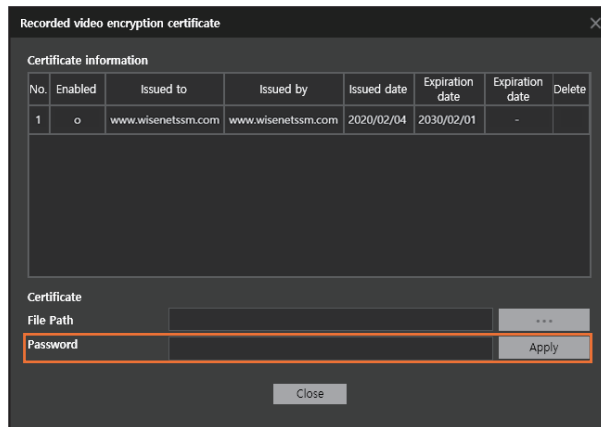 Recorded video encryption certificate
Certificate information
No. Enabled Issued to Issued by Issued date Expiration date Expiration date Delete
1 o www.wisenetssm.com www.wisenetssm.com 2020/02/04 2030/02/01 -
Certificate
File Path ...
Password Apply
Close